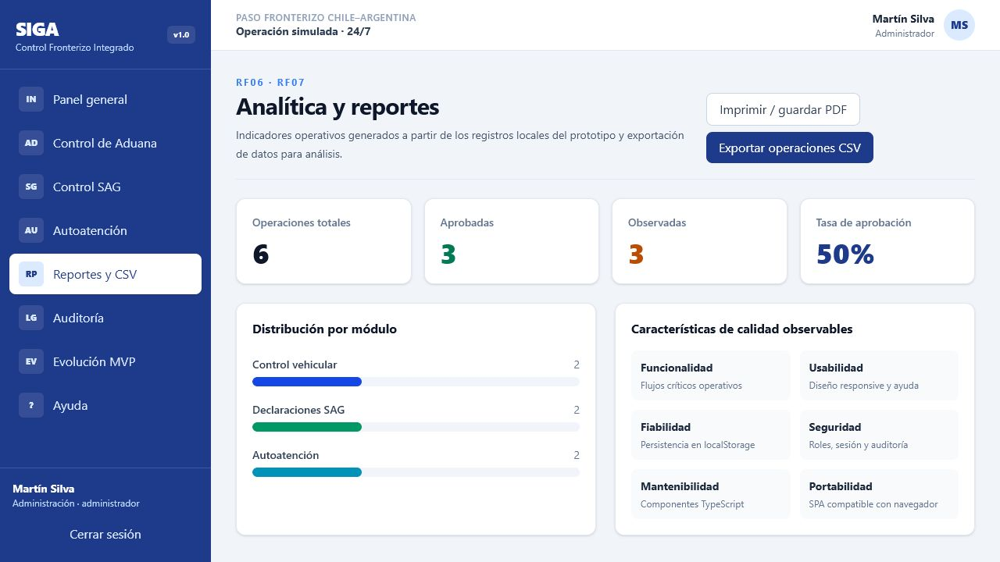 SIGA
Control Fronterizo Integrado
v1.0
IN Panel general
AD Control de Aduana
SG Control SAG
AU Autoatención
RP Reportes y CSV
LG Auditoría
EV Evolución MVP
? Ayuda
Martín Silva
Administración · administrador
Cerrar sesión
PASO FRONTERIZO CHILE–ARGENTINA
Operación simulada · 24/7
Martín Silva
Administrador
MS
RF06 · RF07
Analítica y reportes
Indicadores operativos generados a partir de los registros locales del prototipo y exportación
de datos para análisis.
Imprimir / guardar PDF
Exportar operaciones CSV
Operaciones totales
6
Aprobadas
3
Observadas
3
Tasa de aprobación
50%
Distribución por módulo
Control vehicular 2
Declaraciones SAG 2
Autoatención 2
Características de calidad observables
Funcionalidad
Flujos críticos operativos
Usabilidad
Diseño responsive y ayuda
Fiabilidad
Persistencia en localStorage
Seguridad
Roles, sesión y auditoría
Mantenibilidad
Componentes TypeScript
Portabilidad
SPA compatible con navegador